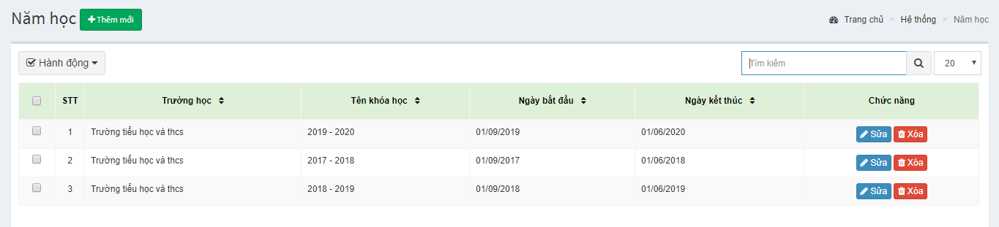 Năm học Thêm mới Trang chủ > Hệ thống > Năm học
Hành động Tìm kiếm 20
STT Trường học Tên khóa học Ngày bắt đầu Ngày kết thúc Chức năng
1 Trường tiểu học và thcs 2019 - 2020 01/09/2019 01/06/2020 Sửa Xóa
2 Trường tiểu học và thcs 2017 - 2018 01/09/2017 01/06/2018 Sửa Xóa
3 Trường tiểu học và thcs 2018 - 2019 01/09/2018 01/06/2019 Sửa Xóa